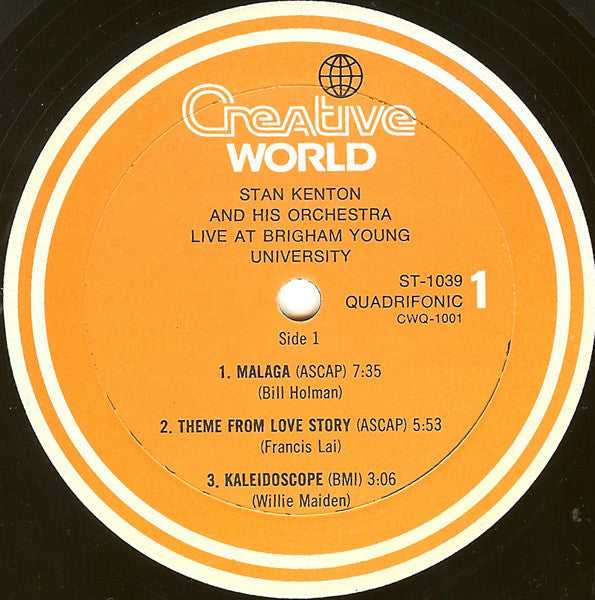 Creative
WORLD
STAN KENTON
AND HIS ORCHESTRA
LIVE AT BRIGHAM YOUNG
UNIVERSITY
ST-1039
QUADRIFONIC
CWQ-1001
1
Side 1
1. MALAGA (ASCAP) 7:35
(Bill Holman)
2. THEME FROM LOVE STORY (ASCAP) 5:53
(Francis Lai)
3. KALEIDOSCOPE (BMI) 3:06
(Willie Maiden)